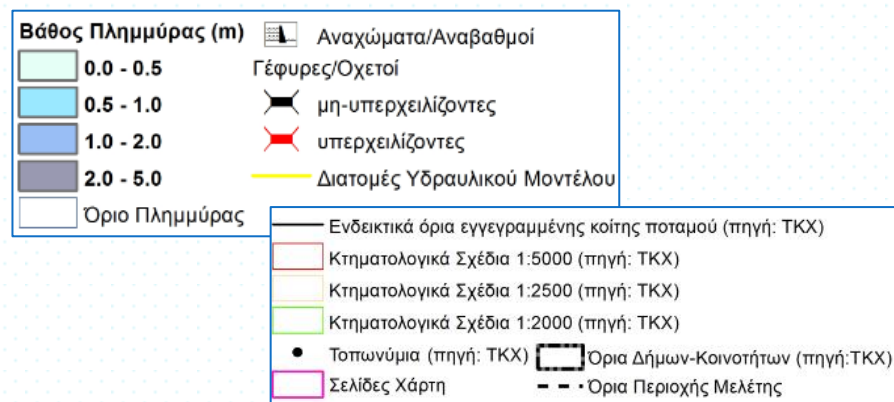 Βάθος Πλημμύρας (m)
0.0 - 0.5
0.5 - 1.0
1.0 - 2.0
2.0 - 5.0
Όριο Πλημμύρας
Αναχώματα/Αναβαθμοί
Γέφυρες/Οχετοί
μη-υπερχειλίζοντες
υπερχειλίζοντες
Διατομές Υδραυλικού Μοντέλου
Ενδεικτικά όρια εγγεγραμμένης κοίτης ποταμού (πηγή: ΤΚΧ)
Κτηματολογικά Σχέδια 1:5000 (πηγή: ΤΚΧ)
Κτηματολογικά Σχέδια 1:2500 (πηγή: ΤΚΧ)
Κτηματολογικά Σχέδια 1:2000 (πηγή: ΤΚΧ)
Τοπωνύμια (πηγή: ΤΚΧ) Όρια Δήμων-Κοινοτήτων (πηγή:ΤΚΧ)
Σελίδες Χάρτη Όρια Περιοχής Μελέτης